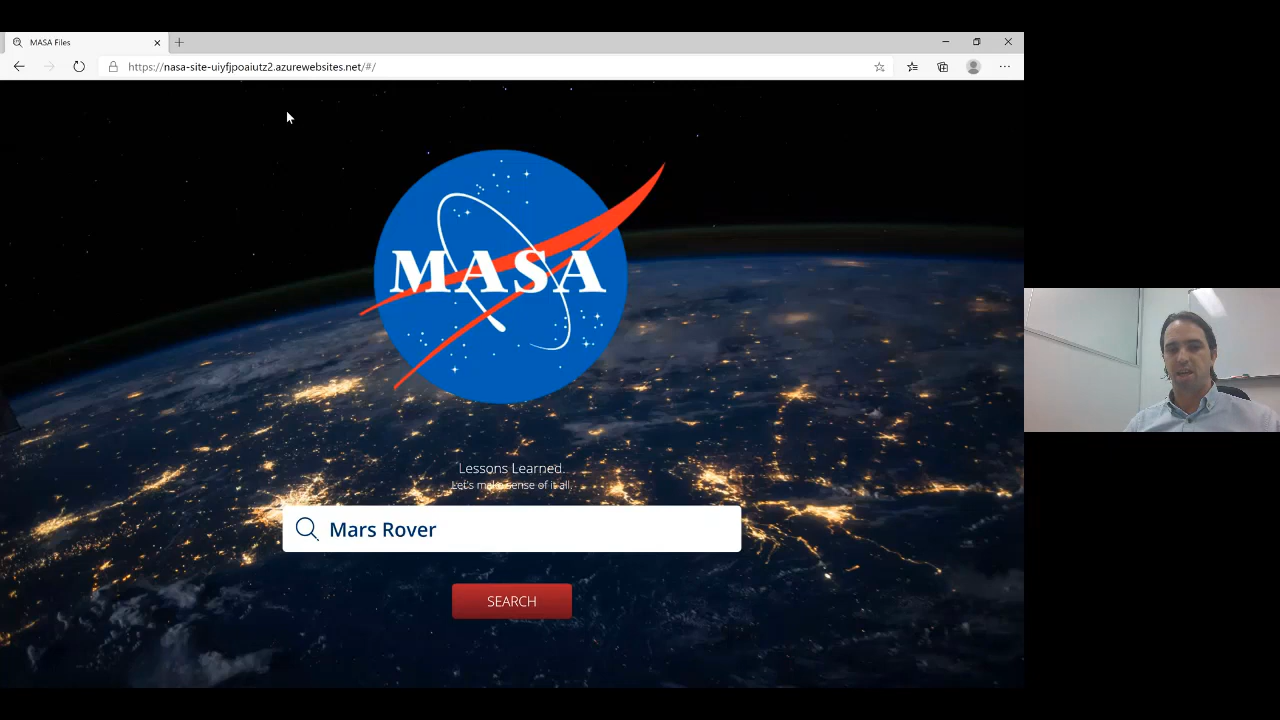 MASA Files
https://nasa-site-uiyfjpoaiutz2.azurewebsites.net/#/
MASA
Lessons Learned.
Let's make sense of it all.
Mars Rover
SEARCH